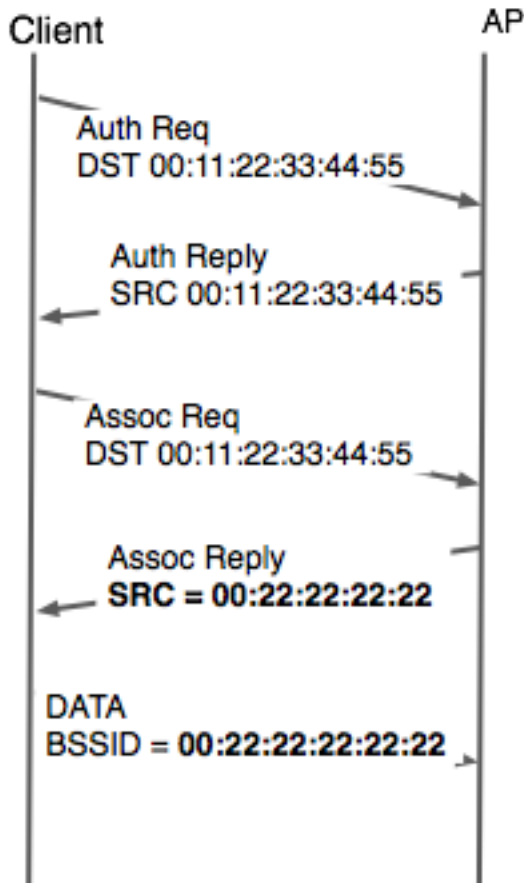 Client
AP
Auth Req
DST 00:11:22:33:44:55
Auth Reply
SRC 00:11:22:33:44:55
Assoc Req
DST 00:11:22:33:44:55
Assoc Reply
SRC = 00:22:22:22:22
DATA
BSSID = 00:22:22:22:22:22